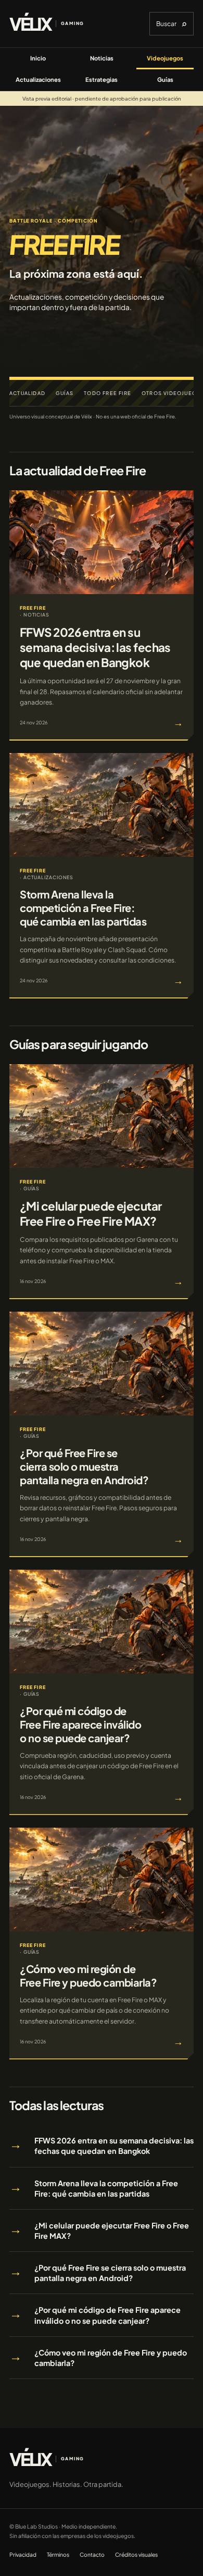 VÉLIX GAMING
Buscar
Inicio Noticias Videojuegos
Actualizaciones Estrategias Guías
Vista previa editorial · pendiente de aprobación para publicación
BATTLE ROYALE · COMPETICIÓN
FREE FIRE
La próxima zona está aquí.
Actualizaciones, competición y decisiones que
importan dentro y fuera de la partida.
ACTUALIDAD GUÍAS TODO FREE FIRE OTROS VIDEOJUE
Universo visual conceptual de Vélix · No es una web oficial de Free Fire.
La actualidad de Free Fire
FREE FIRE
· NOTICIAS
FFWS 2026 entra en su
semana decisiva: las fechas
que quedan en Bangkok
La última oportunidad será el 27 de noviembre y la gran
final el 28. Repasamos el calendario oficial sin adelantar
ganadores.
24 nov 2026 →
FREE FIRE
· ACTUALIZACIONES
Storm Arena lleva la
competición a Free Fire:
qué cambia en las partidas
La campaña de noviembre añade presentación
competitiva a Battle Royale y Clash Squad. Cómo
distinguir sus novedades y consultar las condiciones.
24 nov 2026 →
Guías para seguir jugando
FREE FIRE
· GUÍAS
¿Mi celular puede ejecutar
Free Fire o Free Fire MAX?
Compara los requisitos publicados por Garena con tu
teléfono y comprueba la disponibilidad en la tienda
antes de instalar Free Fire o MAX.
16 nov 2026 →
FREE FIRE
· GUÍAS
¿Por qué Free Fire se
cierra solo o muestra
pantalla negra en Android?
Revisa recursos, gráficos y compatibilidad antes de
borrar datos o reinstalar Free Fire. Pasos seguros para
cierres y pantalla negra.
16 nov 2026 →
FREE FIRE
· GUÍAS
¿Por qué mi código de
Free Fire aparece inválido
o no se puede canjear?
Comprueba región, caducidad, uso previo y cuenta
vinculada antes de canjear un código de Free Fire en el
sitio oficial de Garena.
16 nov 2026 →
FREE FIRE
· GUÍAS
¿Cómo veo mi región de
Free Fire y puedo cambiarla?
Localiza la región de tu cuenta en Free Fire o MAX y
entiende por qué cambiar de país o de conexión no
transfiere automáticamente el servidor.
16 nov 2026 →
Todas las lecturas
→ FFWS 2026 entra en su semana decisiva: las
fechas que quedan en Bangkok
→ Storm Arena lleva la competición a Free
Fire: qué cambia en las partidas
→ ¿Mi celular puede ejecutar Free Fire o Free
Fire MAX?
→ ¿Por qué Free Fire se cierra solo o muestra
pantalla negra en Android?
→ ¿Por qué mi código de Free Fire aparece
inválido o no se puede canjear?
→ ¿Cómo veo mi región de Free Fire y puedo
cambiarla?
VÉLIX GAMING
Videojuegos. Historias. Otra partida.
© Blue Lab Studios · Medio independiente.
Sin afiliación con las empresas de los videojuegos.
Privacidad Términos Contacto Créditos visuales